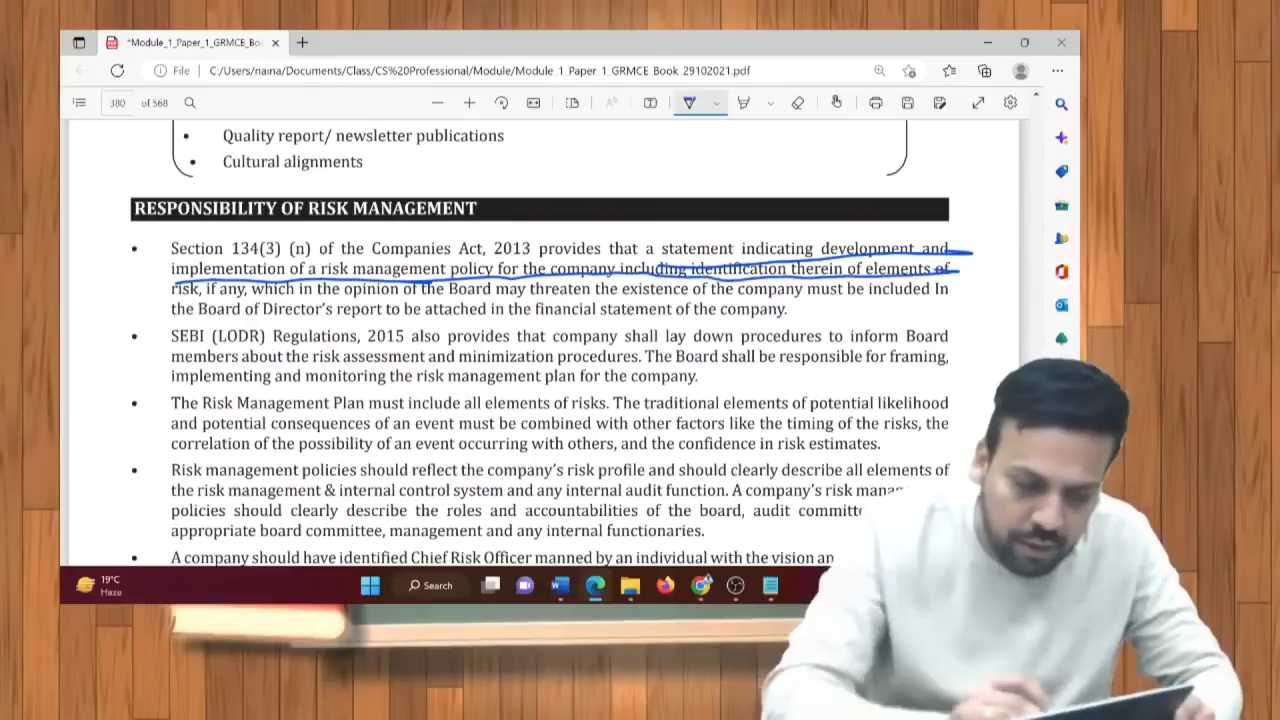 *Module_1_Paper_1_GRMCE_Bo
File
C:/Users/naina/Documents/Class/CS%20Professional/Module/Module_1_Paper_1_GRMCE_Book_29102021.pdf
380 of 568
• Quality report/ newsletter publications
• Cultural alignments
RESPONSIBILITY OF RISK MANAGEMENT
• Section 134(3) (n) of the Companies Act, 2013 provides that a statement indicating development and
implementation of a risk management policy for the company including identification therein of elements of
risk, if any, which in the opinion of the Board may threaten the existence of the company must be included In
the Board of Director's report to be attached in the financial statement of the company.
• SEBI (LODR) Regulations, 2015 also provides that company shall lay down procedures to inform Board
members about the risk assessment and minimization procedures. The Board shall be responsible for framing,
implementing and monitoring the risk management plan for the company.
• The Risk Management Plan must include all elements of risks. The traditional elements of potential likelihood
and potential consequences of an event must be combined with other factors like the timing of the risks, the
correlation of the possibility of an event occurring with others, and the confidence in risk estimates.
• Risk management policies should reflect the company's risk profile and should clearly describe all elements of
the risk management & internal control system and any internal audit function. A company's risk
policies should clearly describe the roles and accountabilities of the board, audit
appropriate board committee, management and any internal functionaries.
• A company should have identified Chief Risk Officer manned by an individual with the vision
19°C
Haze
Search